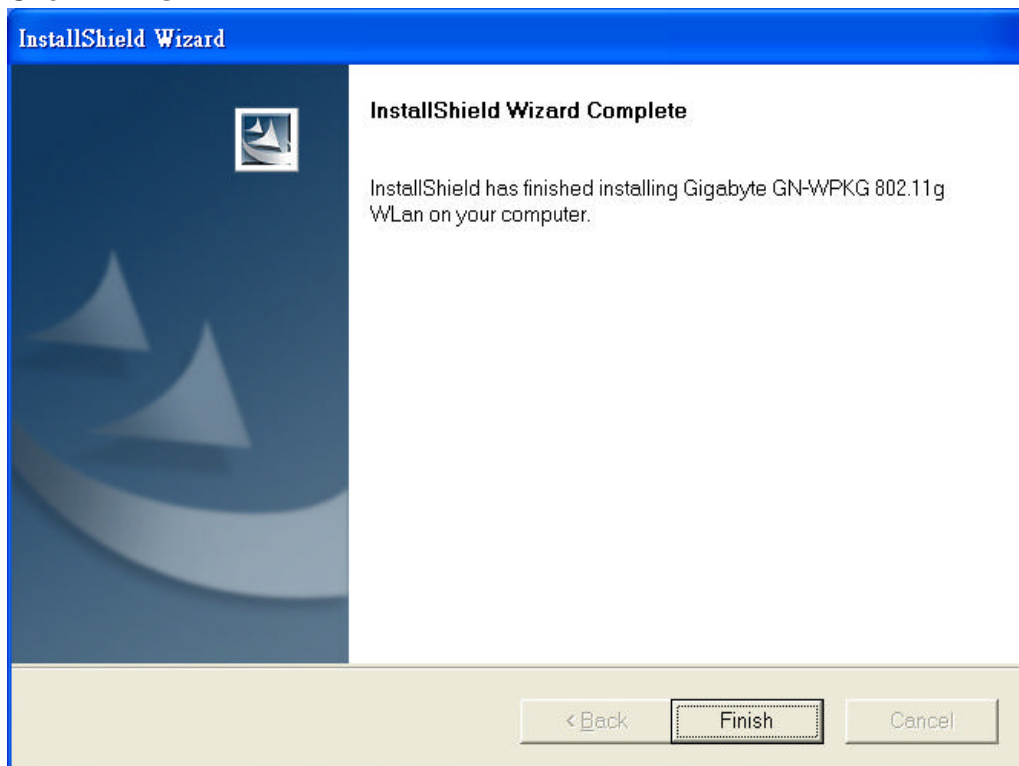 InstallShield Wizard
InstallShield Wizard Complete
InstallShield has finished installing Gigabyte GN-WPKG 802.11g
WLan on your computer.
< Back Finish Cancel